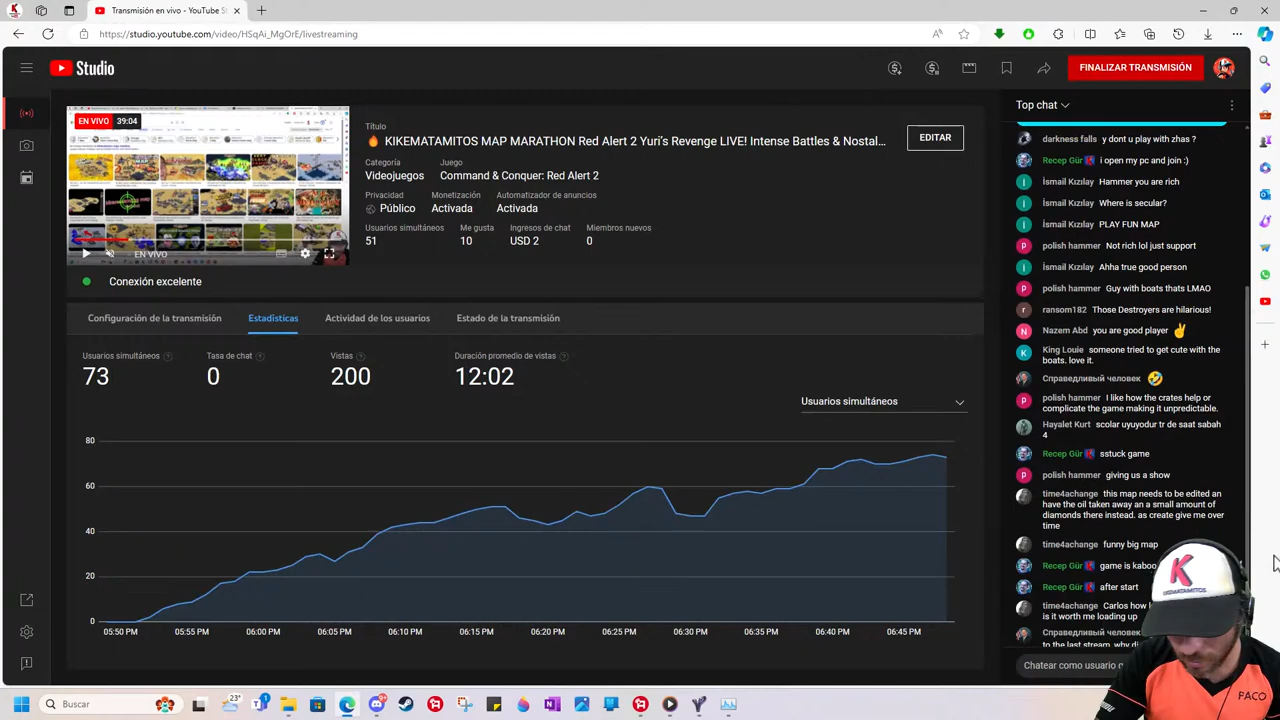 Transmisión en vivo - YouTube S
https://studio.youtube.com/video/HSqAi_MgOrE/livestreaming
Studio
FINALIZAR TRANSMISIÓN
EN VIVO 39:04
EN VIVO
Título
🔥 KIKEMATAMITOS MAP MARATHON Red Alert 2 Yuri's Revenge LIVE! Intense Battles & Nostal...
EDITAR
Categoría
Videojuegos
Juego
Command & Conquer: Red Alert 2
Privacidad
Público
Monetización
Activada
Automatizador de anuncios
Activada
Usuarios simultáneos
51
Me gusta
10
Ingresos de chat
USD 2
Miembros nuevos
0
Conexión excelente
Configuración de la transmisión
Estadísticas
Actividad de los usuarios
Estado de la transmisión
Usuarios simultáneos
73
Tasa de chat
0
Vistas
200
Duración promedio de vistas
12:02
Usuarios simultáneos
80
60
40
20
0
05:50 PM 05:55 PM 06:00 PM 06:05 PM 06:10 PM 06:15 PM 06:20 PM 06:25 PM 06:30 PM 06:35 PM 06:40 PM 06:45 PM
Top chat
darkness falls y dont u play with zhas ?
Recep Gür i open my pc and join :)
İsmail Kızılay Hammer you are rich
İsmail Kızılay Where is secular?
İsmail Kızılay PLAY FUN MAP
polish hammer Not rich lol just support
İsmail Kızılay Ahha true good person
polish hammer Guy with boats thats LMAO
ransom182 Those Destroyers are hilarious!
Nazem Abd you are good player ✌️
King Louie someone tried to get cute with the
boats. love it.
Справедливый человек 🤣
polish hammer I like how the crates help or
complicate the game making it unpredictable.
Hayalet Kurt scolar uyuyodur tr de saat sabah
4
Recep Gür sstuck game
polish hammer giving us a show
time4achange this map needs to be edited an
have the oil taken away an a small amount of
diamonds there instead. as create give me over
time
time4achange funny big map
Recep Gür game is kaboo
Recep Gür after start
time4achange Carlos how
is it worth me loading up
Справедливый человек
to the last stream, why di
Chatear como usuario
K
KIKEMATAMITOS
PACO
Buscar
23°
1
9+